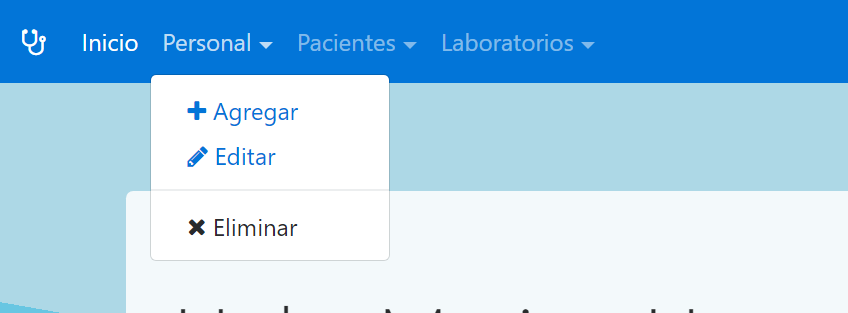 Inicio Personal Pacientes Laboratorios
Agregar
Editar
Eliminar